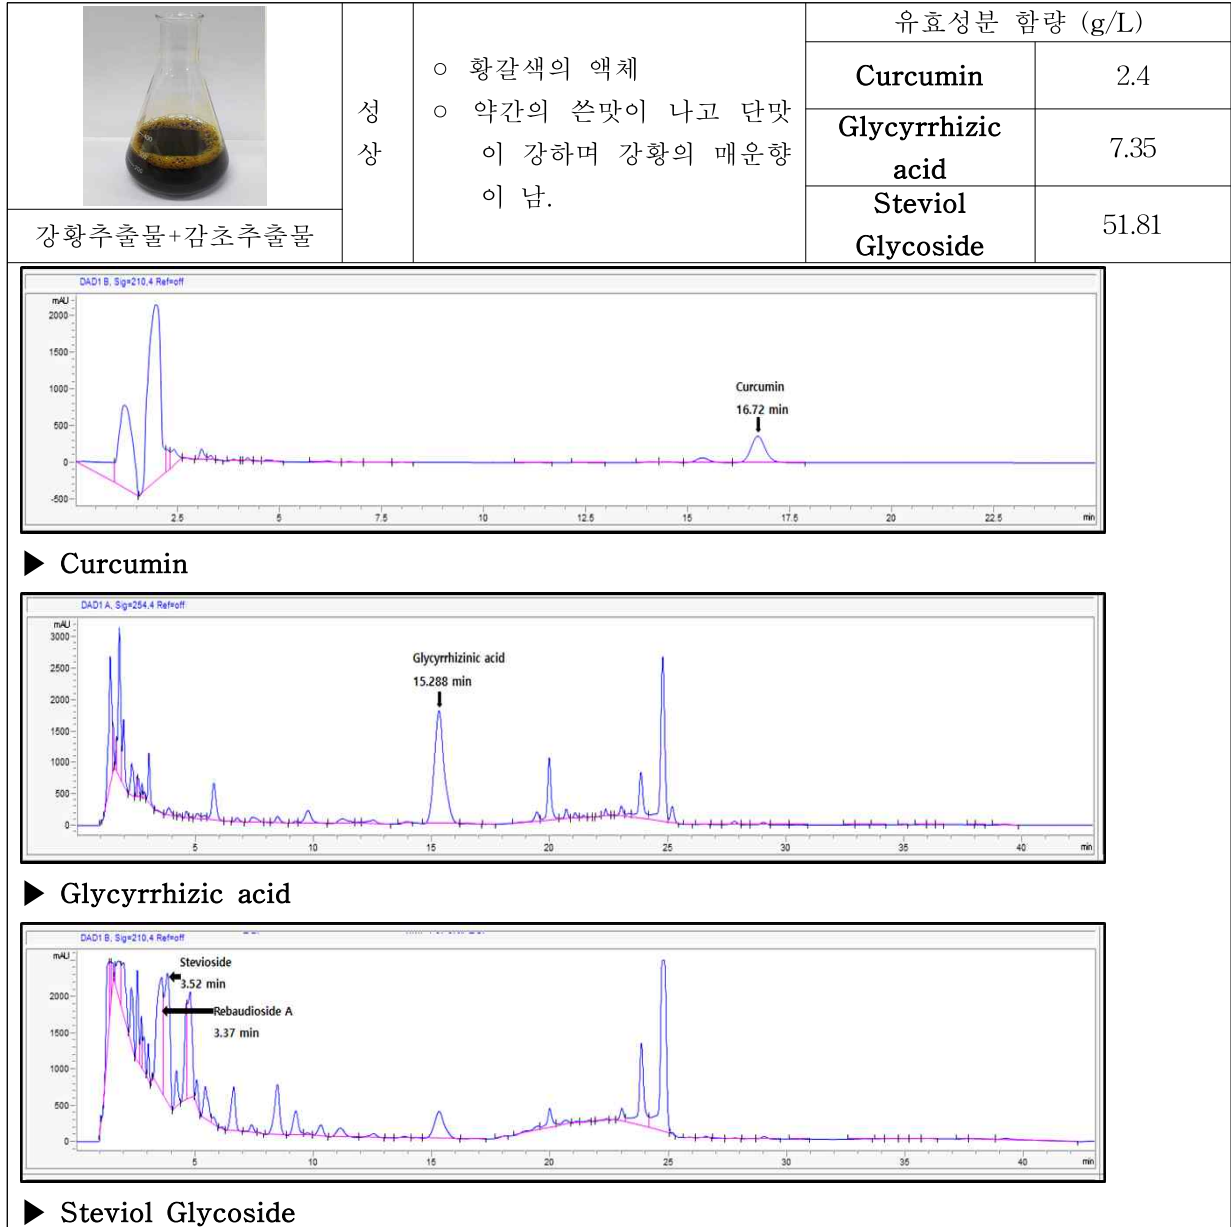 강황추출물+감초추출물
성
상
○ 황갈색의 액체
○ 약간의 쓴맛이 나고 단맛
이 강하며 강황의 매운향
이 남.
유효성분 함량 (g/L)
Curcumin 2.4
Glycyrrhizic
acid
7.35
Steviol
Glycoside
51.81
DAD1 B, Sig=210,4 Ref=off
mAU
2000
1500
1000
500
0
-500
Curcumin
16.72 min
2.5 5 7.5 10 12.5 15 17.5 20 22.5 min
▶ Curcumin
DAD1 A, Sig=254,4 Ref=off
mAU
3000
2500
2000
1500
1000
500
0
Glycyrrhizinic acid
15.288 min
5 10 15 20 25 30 35 40 min
▶ Glycyrrhizic acid
DAD1 B, Sig=210,4 Ref=off
mAU
2000
1500
1000
500
0
Stevioside
3.52 min
Rebaudioside A
3.37 min
5 10 15 20 25 30 35 40 min
▶ Steviol Glycoside